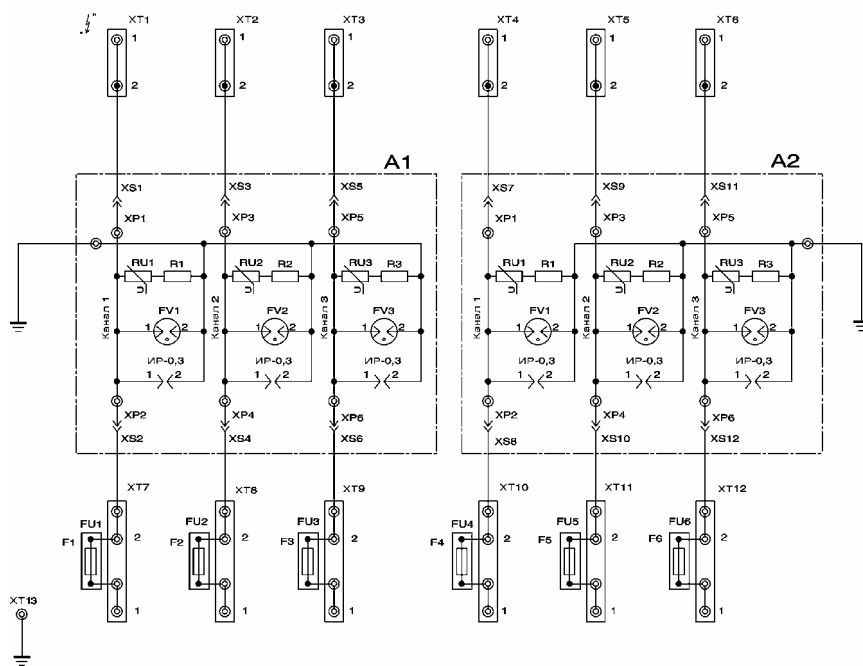 XT1 XT2 XT3 XT4 XT5 XT6
1 1 1 1 1 1
2 2 2 2 2 2
A1 A2
XS1 XS3 XS5 XS7 XS9 XS11
XP1 XP3 XP5 XP1 XP3 XP5
RU1 R1 RU2 R2 RU3 R3 RU1 R1 RU2 R2 RU3 R3
U U U U U U
Канал 1 Канал 2 Канал 3 Канал 1 Канал 2 Канал 3
FV1 FV2 FV3 FV1 FV2 FV3
1 2 1 2 1 2 1 2 1 2 1 2
ИР-0,3 ИР-0,3 ИР-0,3 ИР-0,3 ИР-0,3 ИР-0,3
1 2 1 2 1 2 1 2 1 2 1 2
XP2 XP4 XP6 XP2 XP4 XP6
XS2 XS4 XS6 XS8 XS10 XS12
XT7 XT8 XT9 XT10 XT11 XT12
FU1 FU2 FU3 FU4 FU5 FU6
F1 2 F2 2 F3 2 F4 2 F5 2 F6 2
XT13
1 1 1 1 1 1